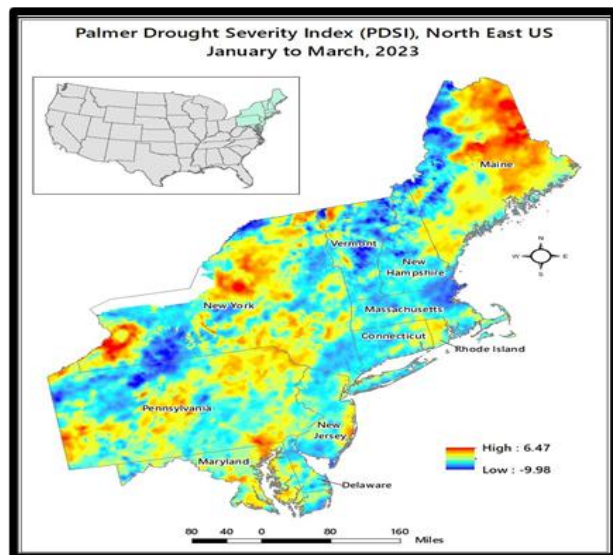 Palmer Drought Severity Index (PDSI), North East US
January to March, 2023
Maine
Vermont
New
Hampshire
New York
Massachusetts
Connecticut
Rhode Island
Pennsylvania
New
Jersey
Maryland
Delaware
N
W
E
S
High : 6.47
Low : -9.98
80 40 0 80 160
Miles